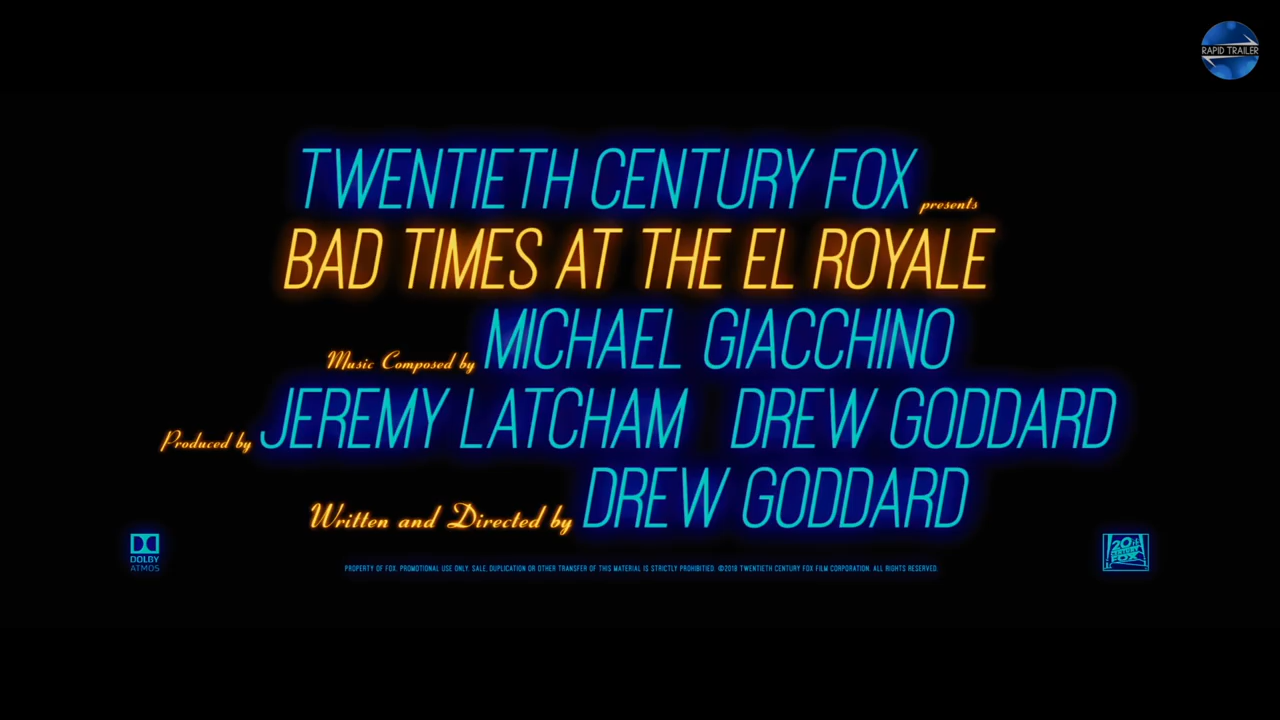 RAPID TRAILER
TWENTIETH CENTURY FOX presents
BAD TIMES AT THE EL ROYALE
Music Composed by MICHAEL GIACCHINO
Produced by JEREMY LATCHAM DREW GODDARD
Written and Directed by DREW GODDARD
DOLBY
ATMOS
20th
CENTURY
FOX
PROPERTY OF FOX. PROMOTIONAL USE ONLY. SALE, DUPLICATION OR OTHER TRANSFER OF THIS MATERIAL IS STRICTLY PROHIBITED. ©2018 TWENTIETH CENTURY FOX FILM CORPORATION. ALL RIGHTS RESERVED.